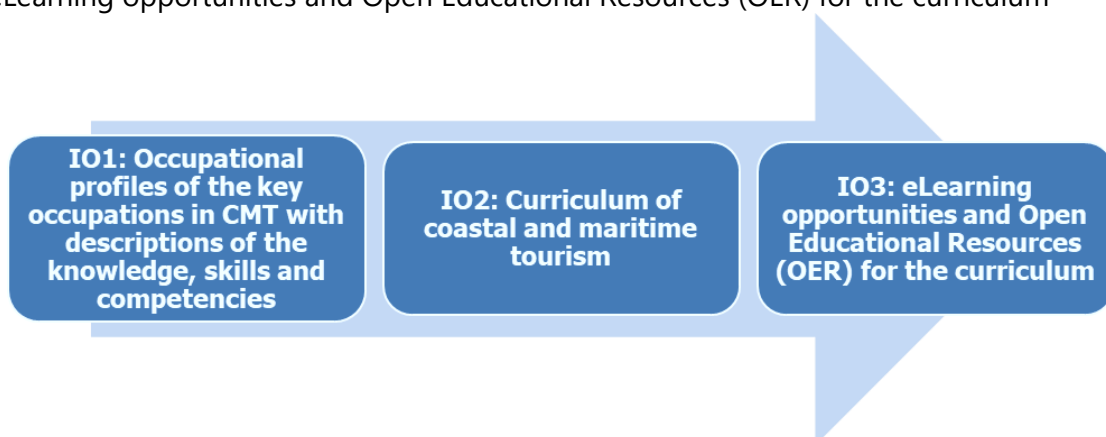 eLearning opportunities and Open Educational Resources (OER) for the curriculum
IO1: Occupational
profiles of the key
occupations in CMT with
descriptions of the
knowledge, skills and
competencies
IO2: Curriculum of
coastal and maritime
tourism
IO3: eLearning
opportunities and Open
Educational Resources
(OER) for the curriculum